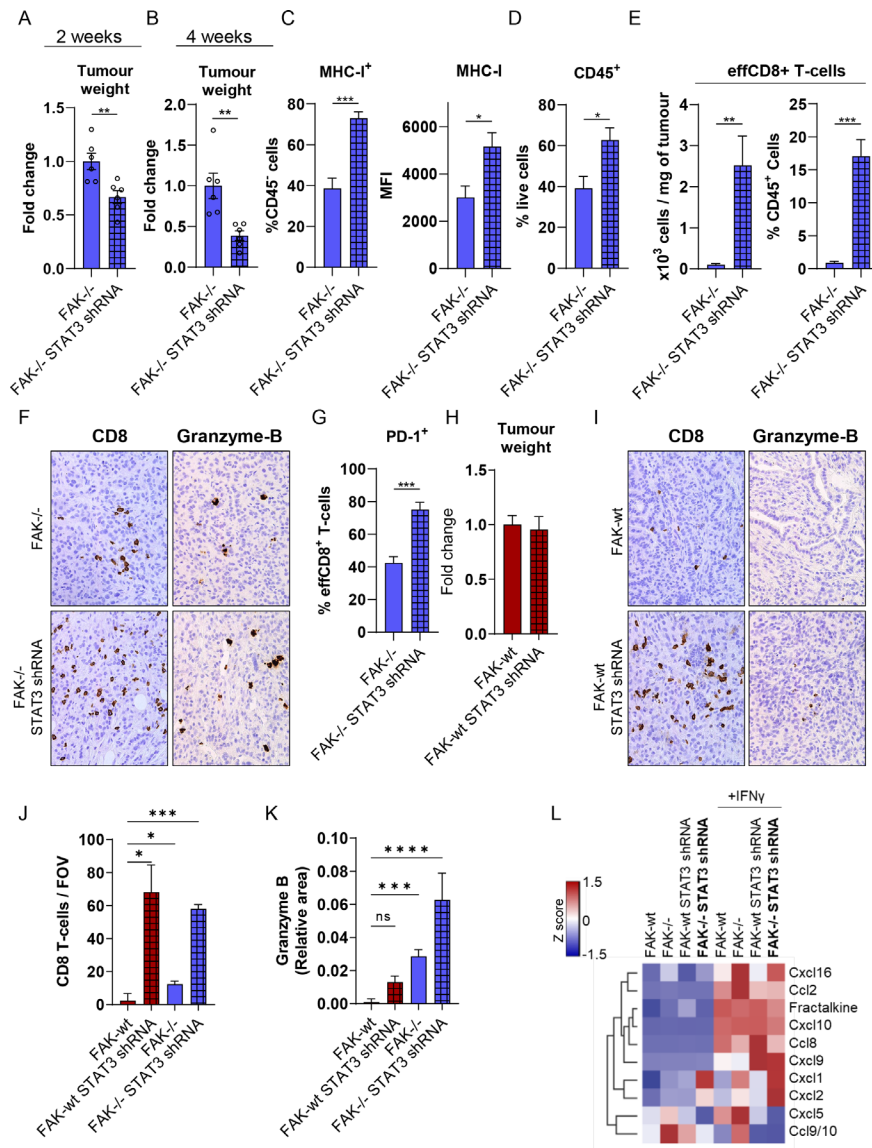 A
2 weeks
Tumour
weight
**
Fold change
1.5
1.0
0.5
0.0
FAK-/-
FAK-/- STAT3 shRNA
B
4 weeks
Tumour
weight
**
Fold change
2.0
1.5
1.0
0.5
0.0
FAK-/-
FAK-/- STAT3 shRNA
C
MHC-I+
***
%CD45- cells
80
60
40
20
0
FAK-/-
FAK-/- STAT3 shRNA
MHC-I
*
MFI
6000
4000
2000
0
FAK-/-
FAK-/- STAT3 shRNA
D
CD45+
*
% live cells
80
60
40
20
0
FAK-/-
FAK-/- STAT3 shRNA
E
effCD8+ T-cells
**
x10³ cells / mg of tumour
4
3
2
1
0
FAK-/-
FAK-/- STAT3 shRNA
***
% CD45+ Cells
25
20
15
10
5
0
FAK-/-
FAK-/- STAT3 shRNA
F
CD8
Granzyme-B
FAK-/-
FAK-/-
STAT3 shRNA
G
PD-1+
***
% effCD8+ T-cells
100
80
60
40
20
0
FAK-/-
FAK-/- STAT3 shRNA
H
Tumour
weight
Fold change
1.5
1.0
0.5
0.0
FAK-wt
FAK-wt STAT3 shRNA
I
CD8
Granzyme-B
FAK-wt
FAK-wt
STAT3 shRNA
J
***
*
*
CD8 T-cells / FOV
100
80
60
40
20
0
FAK-wt
FAK-wt STAT3 shRNA
FAK-/-
FAK-/- STAT3 shRNA
K
****
***
ns
Granzyme B
(Relative area)
0.10
0.08
0.06
0.04
0.02
0.00
FAK-wt
FAK-wt STAT3 shRNA
FAK-/-
FAK-/- STAT3 shRNA
L
+IFNγ
Z score
1.5
0
-1.5
FAK-wt
FAK-/-
FAK-wt STAT3 shRNA
FAK-/- STAT3 shRNA
FAK-wt
FAK-/-
FAK-wt STAT3 shRNA
FAK-/- STAT3 shRNA
Cxcl16
Ccl2
Fractalkine
Cxcl10
Ccl8
Cxcl9
Cxcl1
Cxcl2
Cxcl5
Ccl9/10